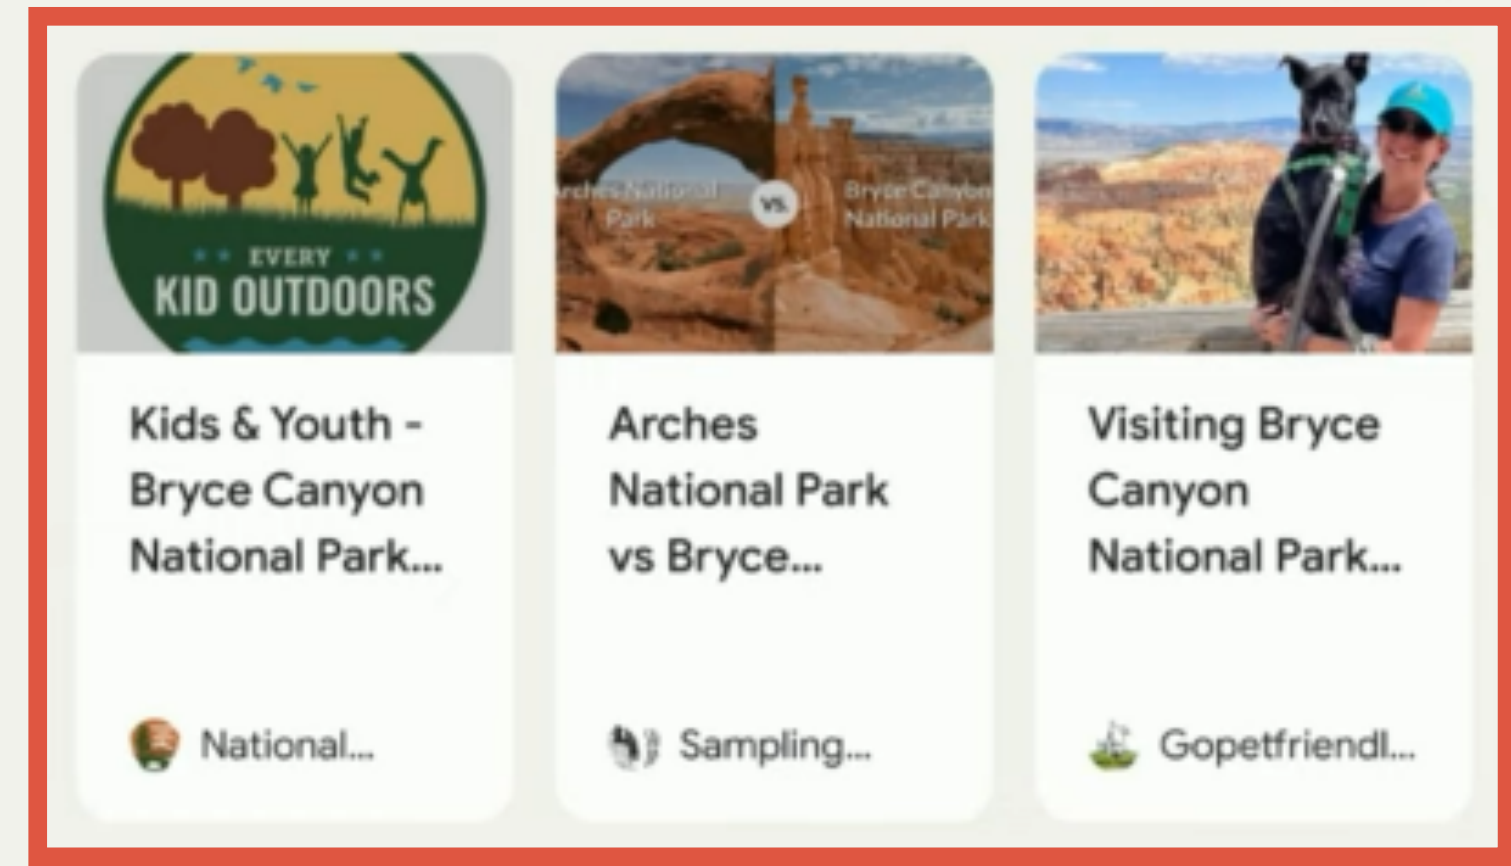 EVERY
KID OUTDOORS
Kids & Youth -
Bryce Canyon
National Park...
National...
Arches National
Park
VS.
Bryce Canyon
National Park
Arches
National Park
vs Bryce...
Sampling...
Visiting Bryce
Canyon
National Park...
Gopetfriendl...